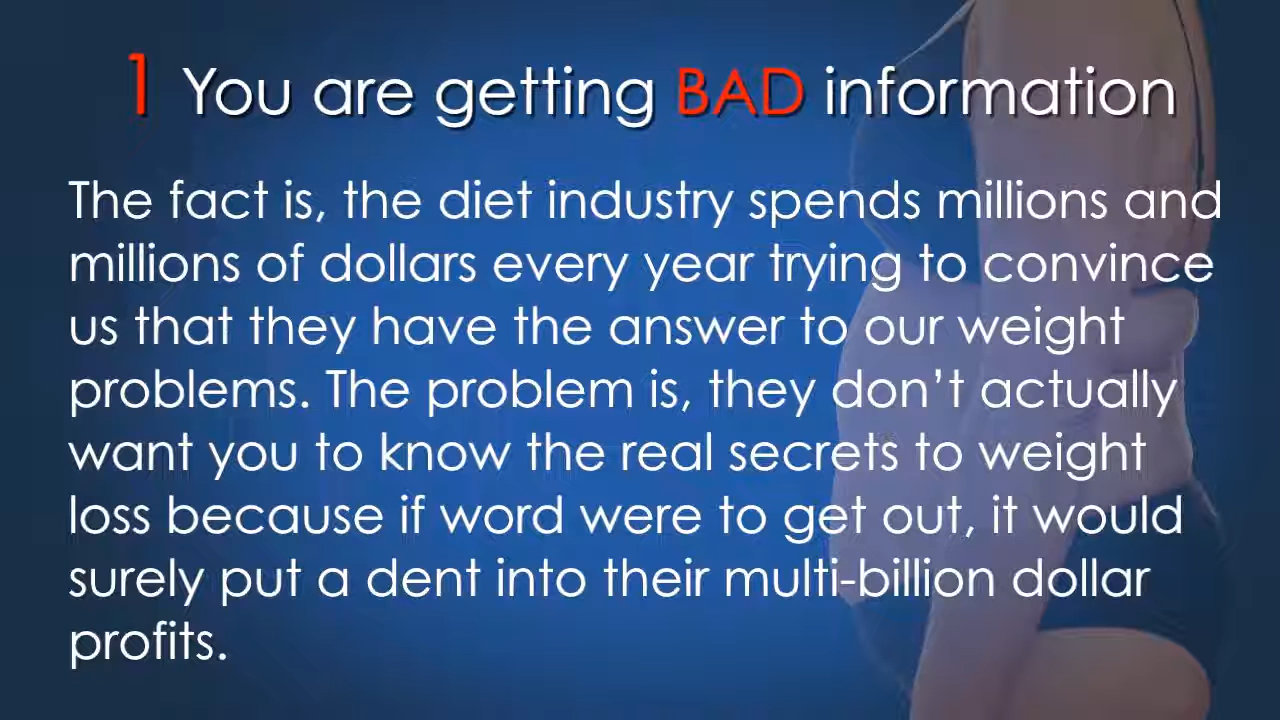 1 You are getting BAD information
The fact is, the diet industry spends millions and
millions of dollars every year trying to convince
us that they have the answer to our weight
problems. The problem is, they don’t actually
want you to know the real secrets to weight
loss because if word were to get out, it would
surely put a dent into their multi-billion dollar
profits.